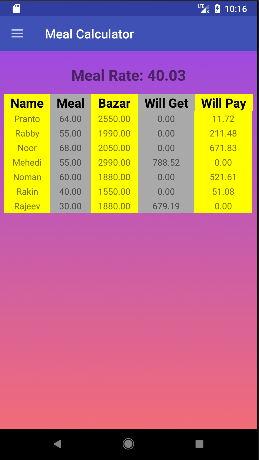 10:16
Meal Calculator
Meal Rate: 40.03
Name Meal Bazar Will Get Will Pay
Pranto 64.00 2550.00 0.00 11.72
Rabby 55.00 1990.00 0.00 211.48
Noor 68.00 2050.00 0.00 671.83
Mehedi 55.00 2990.00 788.52 0.00
Noman 60.00 1880.00 0.00 521.61
Rakin 40.00 1550.00 0.00 51.08
Rajeev 30.00 1880.00 679.19 0.00